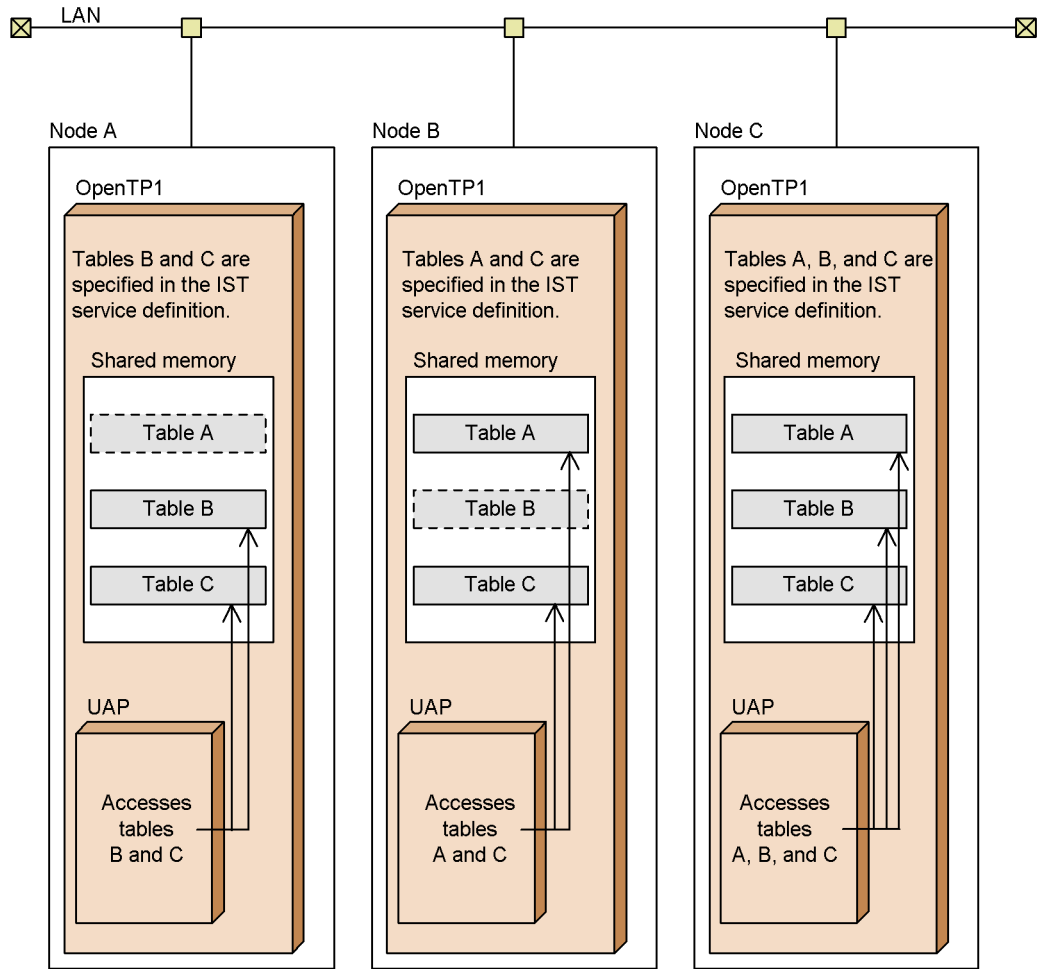 LAN
Node A
OpenTP1
Tables B and C are
specified in the IST
service definition.
Shared memory
Table A
Table B
Table C
UAP
Accesses
tables
B and C
Node B
OpenTP1
Tables A and C are
specified in the IST
service definition.
Shared memory
Table A
Table B
Table C
UAP
Accesses
tables
A and C
Node C
OpenTP1
Tables A, B, and C are
specified in the IST
service definition.
Shared memory
Table A
Table B
Table C
UAP
Accesses
tables
A, B, and C